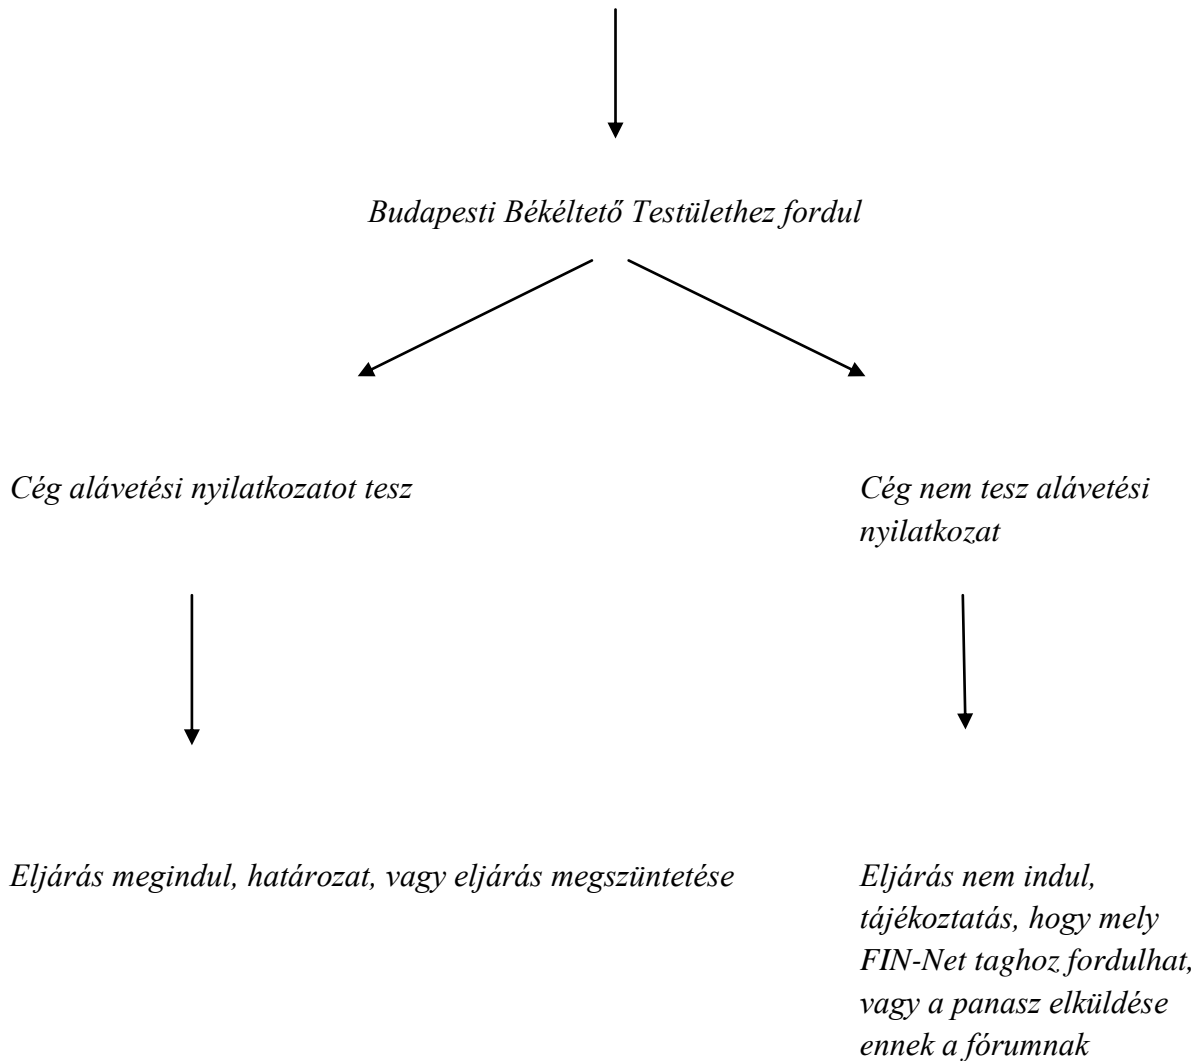 Budapesti Békéltető Testülethez fordul
Cég alávetési nyilatkozatot tesz
Cég nem tesz alávetési
nyilatkozat
Eljárás megindul, határozat, vagy eljárás megszüntetése
Eljárás nem indul,
tájékoztatás, hogy mely
FIN-Net taghoz fordulhat,
vagy a panasz elküldése
ennek a fórumnak